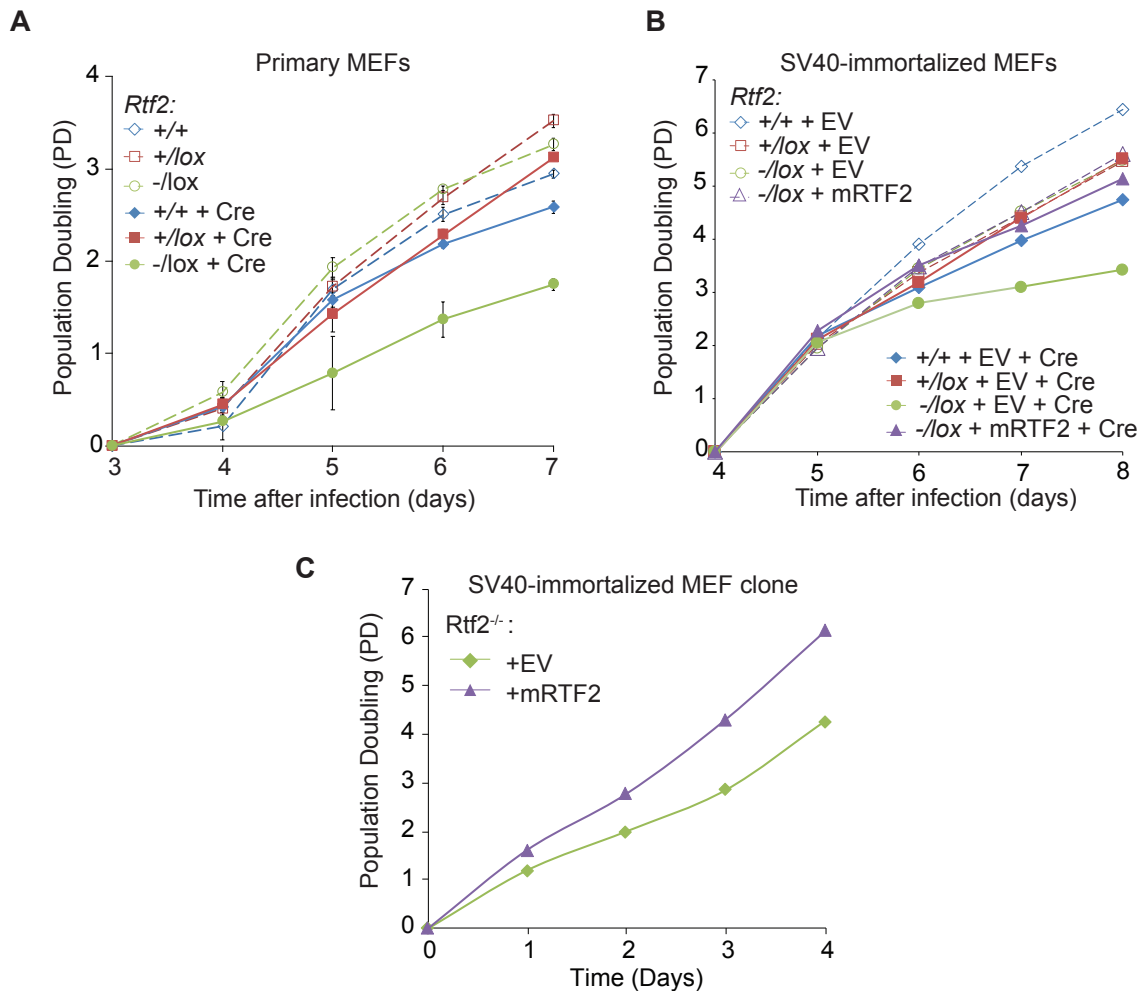 A
Primary MEFs
Rtf2:
+/+
+/lox
-/lox
+/+ + Cre
+/lox + Cre
-/lox + Cre
Population Doubling (PD)
4
3
2
1
0
3 4 5 6 7
Time after infection (days)
B
SV40-immortalized MEFs
Rtf2:
+/+ + EV
+/lox + EV
-/lox + EV
-/lox + mRTF2
+/+ + EV + Cre
+/lox + EV + Cre
-/lox + EV + Cre
-/lox + mRTF2 + Cre
Population Doubling (PD)
7
6
5
4
3
2
1
0
4 5 6 7 8
Time after infection (days)
C
SV40-immortalized MEF clone
Rtf2-/- :
+EV
+mRTF2
Population Doubling (PD)
7
6
5
4
3
2
1
0
0 1 2 3 4
Time (Days)